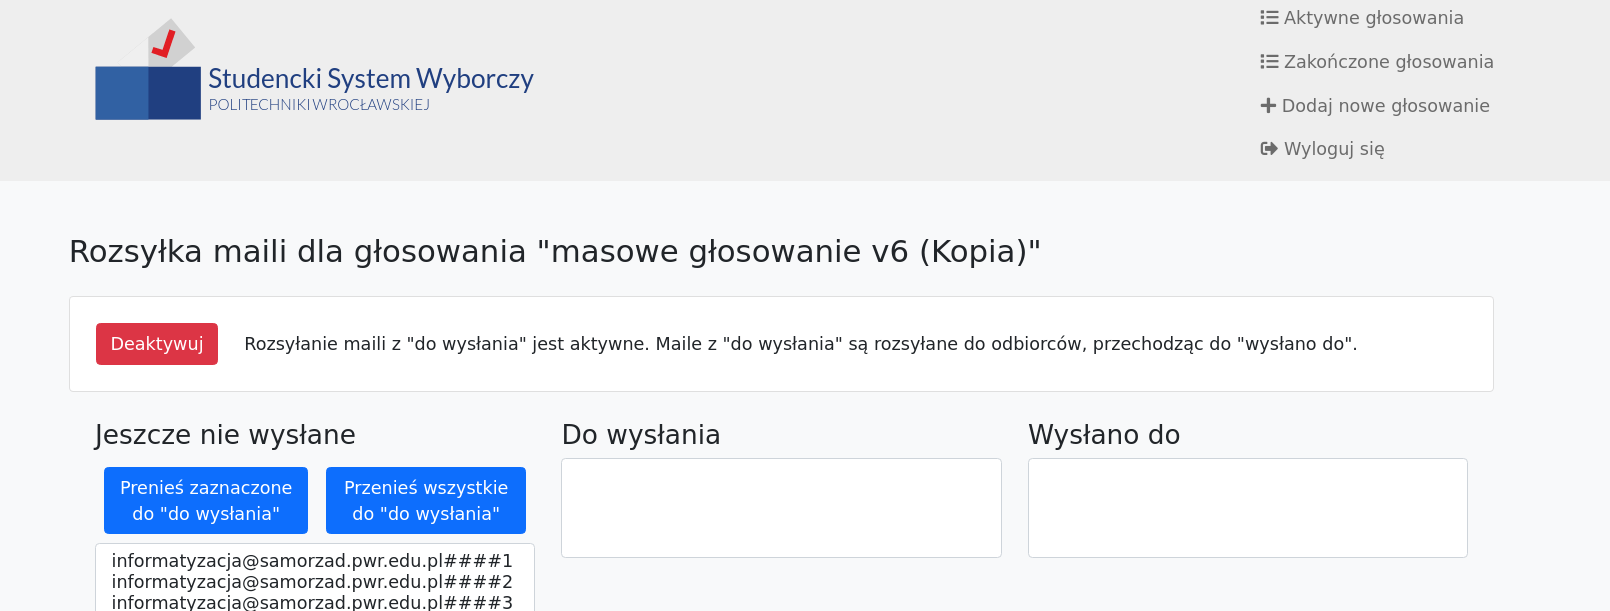 Aktywne głosowania
Zakończone głosowania
Dodaj nowe głosowanie
Wyloguj się
Studencki System Wyborczy
POLITECHNIKI WROCŁAWSKIEJ
Rozsyłka maili dla głosowania "masowe głosowanie v6 (Kopia)"
Deaktywuj
Rozsyłanie maili z "do wysłania" jest aktywne. Maile z "do wysłania" są rozsyłane do odbiorców, przechodząc do "wysłano do".
Jeszcze nie wysłane
Prenieś zaznaczone
do "do wysłania"
Przenieś wszystkie
do "do wysłania"
informatyzacja@samorzad.pwr.edu.pl####1
informatyzacja@samorzad.pwr.edu.pl####2
informatyzacja@samorzad.pwr.edu.pl####3
Do wysłania
Wysłano do